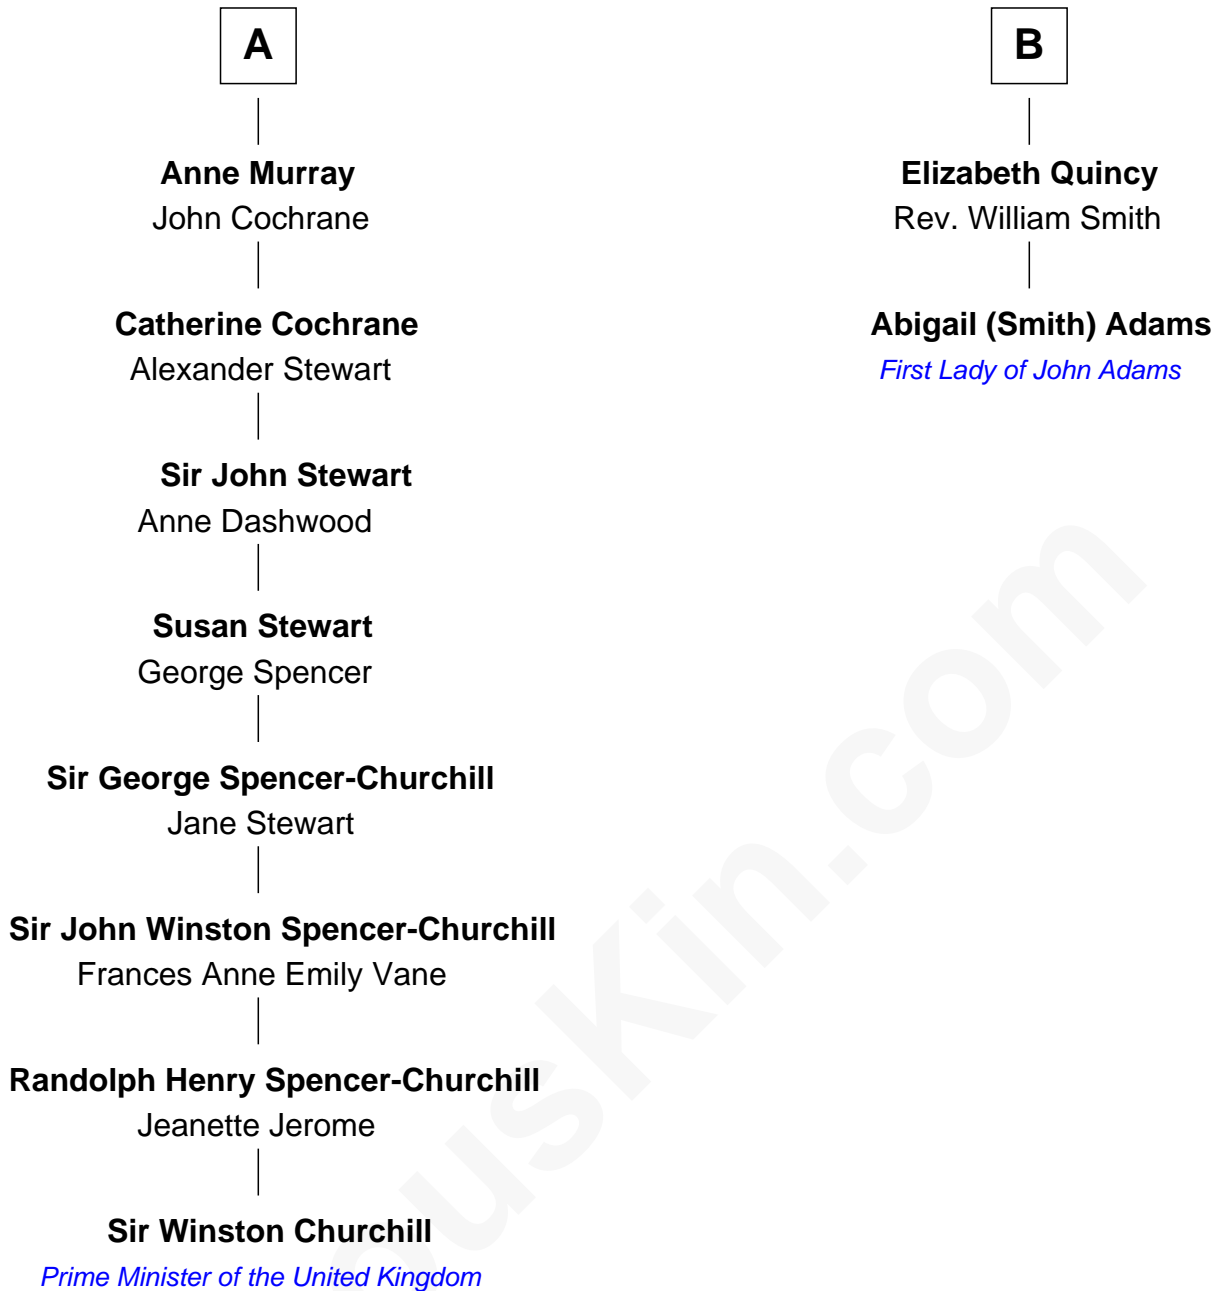 A
Anne Murray
John Cochrane
Catherine Cochrane
Alexander Stewart
Sir John Stewart
Anne Dashwood
Susan Stewart
George Spencer
Sir George Spencer-Churchill
Jane Stewart
Sir John Winston Spencer-Churchill
Frances Anne Emily Vane
Randolph Henry Spencer-Churchill
Jeanette Jerome
Sir Winston Churchill
Prime Minister of the United Kingdom
B
Elizabeth Quincy
Rev. William Smith
Abigail (Smith) Adams
First Lady of John Adams
ousKin.com